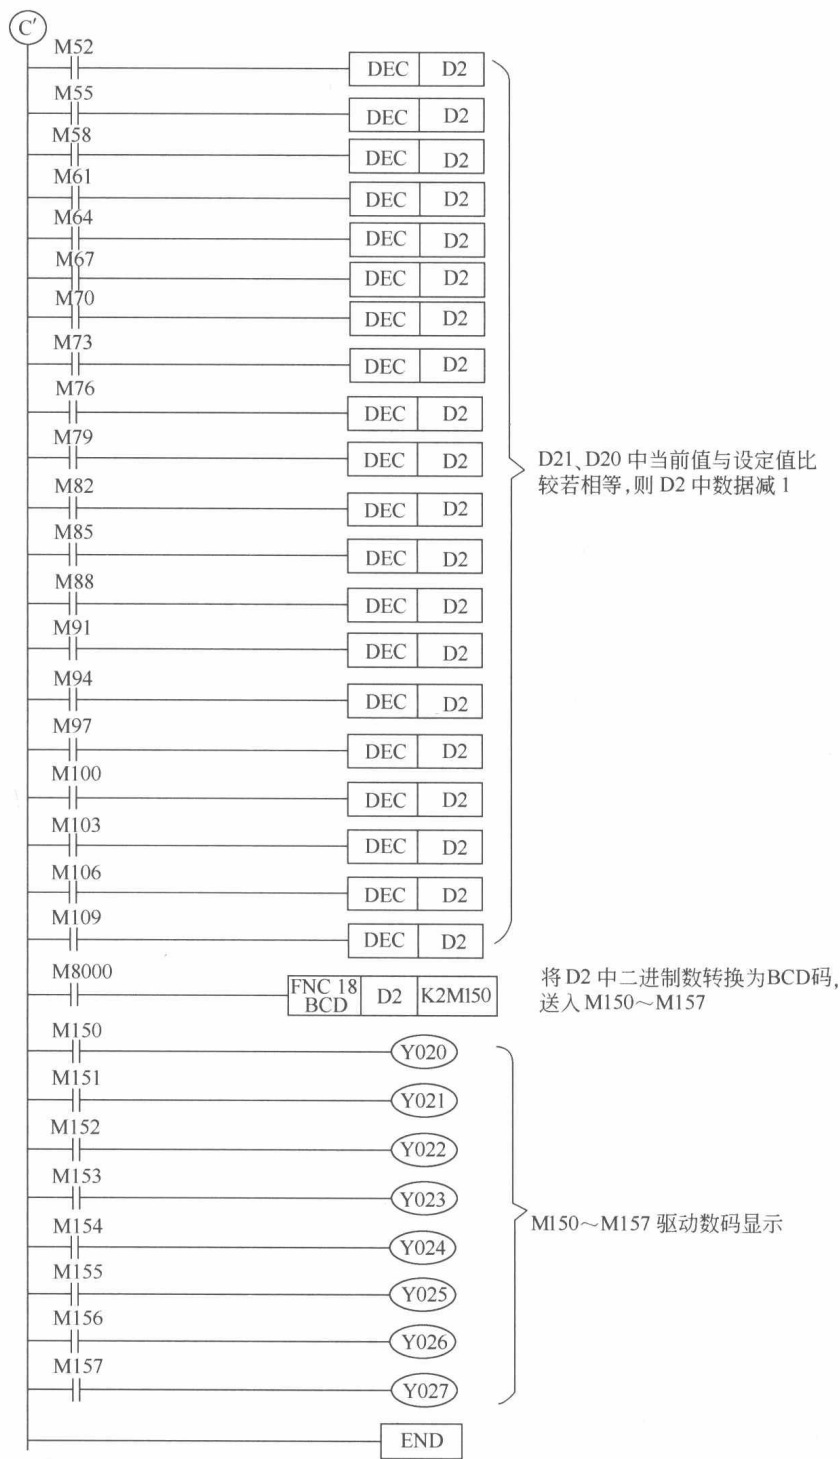 C′
M52
DEC D2
M55
DEC D2
M58
DEC D2
M61
DEC D2
M64
DEC D2
M67
DEC D2
M70
DEC D2
M73
DEC D2
M76
DEC D2
M79
DEC D2
M82
DEC D2
M85
DEC D2
M88
DEC D2
M91
DEC D2
M94
DEC D2
M97
DEC D2
M100
DEC D2
M103
DEC D2
M106
DEC D2
M109
DEC D2
D21、D20 中当前值与设定值比
较若相等,则 D2 中数据减 1
M8000
FNC 18
BCD D2 K2M150
将 D2 中二进制数转换为BCD码,
送入 M150～M157
M150
Y020
M151
Y021
M152
Y022
M153
Y023
M154
Y024
M155
Y025
M156
Y026
M157
Y027
M150～M157 驱动数码显示
END